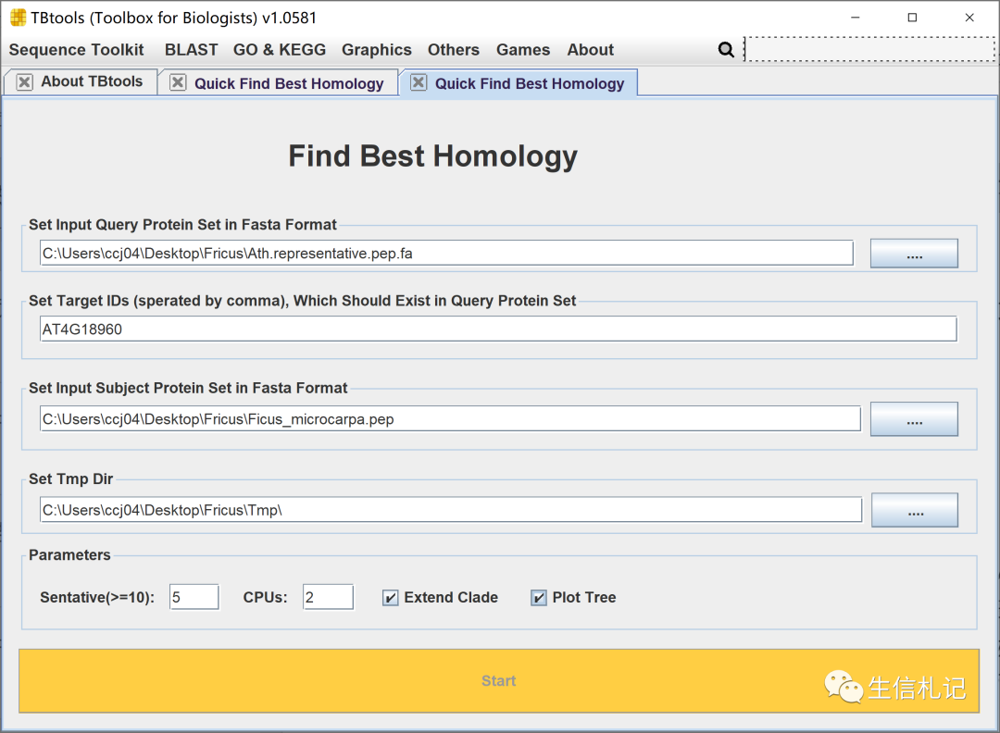 TBtools (Toolbox for Biologists) v1.0581
Sequence Toolkit BLAST GO & KEGG Graphics Others Games About
About TBtools Quick Find Best Homology Quick Find Best Homology
Find Best Homology
Set Input Query Protein Set in Fasta Format
C:\Users\ccj04\Desktop\Fricus\Ath.representative.pep.fa ....
Set Target IDs (sperated by comma), Which Should Exist in Query Protein Set
AT4G18960
Set Input Subject Protein Set in Fasta Format
C:\Users\ccj04\Desktop\Fricus\Ficus_microcarpa.pep ....
Set Tmp Dir
C:\Users\ccj04\Desktop\Fricus\Tmp\ ....
Parameters
Sentative(>=10): 5 CPUs: 2 Extend Clade Plot Tree
Start
生信札记